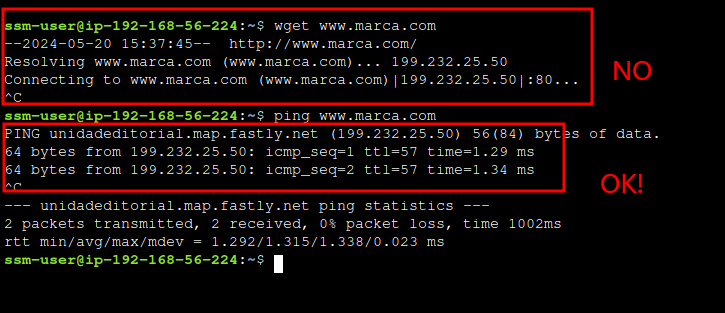 ssm-user@ip-192-168-56-224:~$ wget www.marca.com
--2024-05-20 15:37:45--  http://www.marca.com/
Resolving www.marca.com (www.marca.com)... 199.232.25.50
Connecting to www.marca.com (www.marca.com)|199.232.25.50|:80...
^C
NO
ssm-user@ip-192-168-56-224:~$ ping www.marca.com
PING unidadeditorial.map.fastly.net (199.232.25.50) 56(84) bytes of data.
64 bytes from 199.232.25.50: icmp_seq=1 ttl=57 time=1.29 ms
64 bytes from 199.232.25.50: icmp_seq=2 ttl=57 time=1.34 ms
^C
OK!
--- unidadeditorial.map.fastly.net ping statistics ---
2 packets transmitted, 2 received, 0% packet loss, time 1002ms
rtt min/avg/max/mdev = 1.292/1.315/1.338/0.023 ms
ssm-user@ip-192-168-56-224:~$